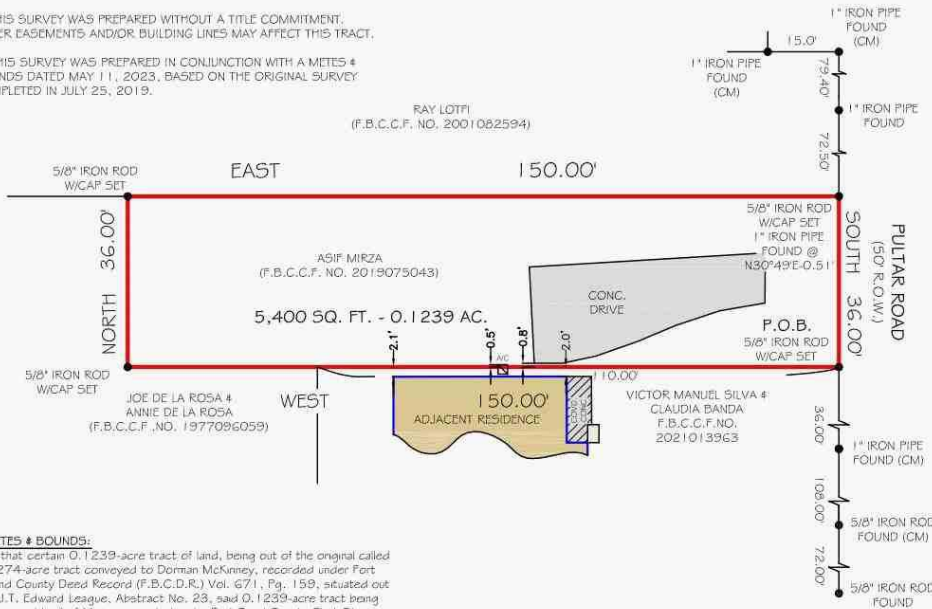 HIS SURVEY WAS PREPARED WITHOUT A TITLE COMMITMENT.
ER EASEMENTS AND/OR BUILDING LINES MAY AFFECT THIS TRACT.
HIS SURVEY WAS PREPARED IN CONJUNCTION WITH A METES &
NDS DATED MAY 11, 2023, BASED ON THE ORIGINAL SURVEY
PLETED IN JULY 25, 2019.
1" IRON PIPE
FOUND
(CM)
15.0'
1" IRON PIPE
FOUND
(CM)
79.40'
1" IRON PIPE
FOUND
72.50'
RAY LOTFI
(F.B.C.C.F. NO. 2001082594)
5/8" IRON ROD
W/CAP SET
EAST
150.00'
5/8" IRON ROD
W/CAP SET
1" IRON PIPE
FOUND @
N30°49'E-0.51'
NORTH 36.00'
SOUTH 36.00'
PULTAR ROAD
(50' R.O.W.)
ASIF MIRZA
(F.B.C.C.F. NO. 2019075043)
CONC.
DRIVE
5,400 SQ. FT. - 0.1239 AC.
P.O.B.
5/8" IRON ROD
W/CAP SET
2.1'
0.5'
0.8'
2.0'
A/C
5/8" IRON ROD
W/CAP SET
110.00'
JOE DE LA ROSA &
ANNIE DE LA ROSA
(F.B.C.C.F .NO. 1977096059)
WEST
150.00'
ADJACENT RESIDENCE
CONC.
VICTOR MANUEL SILVA &
CLAUDIA BANDA
F.B.C.C.F.NO.
2021013963
36.00'
1" IRON PIPE
FOUND (CM)
108.00'
5/8" IRON ROD
FOUND (CM)
72.00'
5/8" IRON ROD
FOUND
TES & BOUNDS:
that certain 0.1239-acre tract of land, being out of the original called
274-acre tract conveyed to Dorman McKinney, recorded under Fort
nd County Deed Record (F.B.C.D.R.) Vol. 671, Pg. 159, situated out
J.T. Edward League, Abstract No. 23, said 0.1239-acre tract being